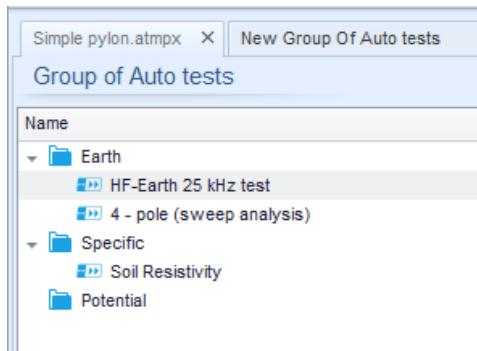 Simple pylon.atmpx New Group Of Auto tests
Group of Auto tests
Name
Earth
HF-Earth 25 kHz test
4 - pole (sweep analysis)
Specific
Soil Resistivity
Potential